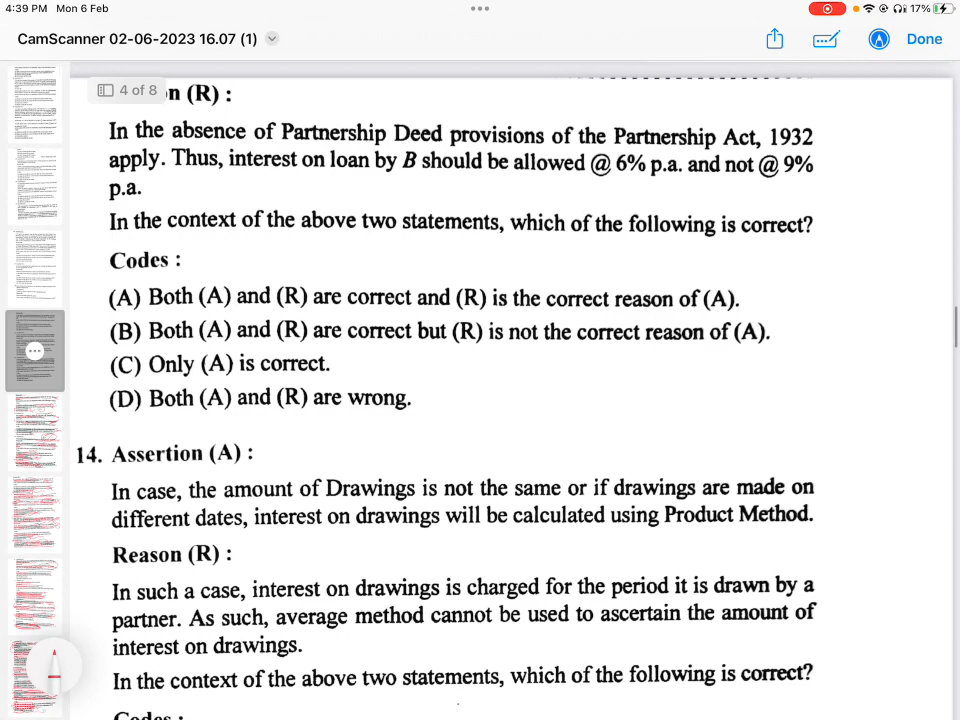 4:39 PM Mon 6 Feb
17%
CamScanner 02-06-2023 16.07 (1)
Done
4 of 8
n (R) :
In the absence of Partnership Deed provisions of the Partnership Act, 1932
apply. Thus, interest on loan by B should be allowed @ 6% p.a. and not @ 9%
p.a.
In the context of the above two statements, which of the following is correct?
Codes :
(A) Both (A) and (R) are correct and (R) is the correct reason of (A).
(B) Both (A) and (R) are correct but (R) is not the correct reason of (A).
(C) Only (A) is correct.
(D) Both (A) and (R) are wrong.
14. Assertion (A) :
In case, the amount of Drawings is not the same or if drawings are made on
different dates, interest on drawings will be calculated using Product Method.
Reason (R) :
In such a case, interest on drawings is charged for the period it is drawn by a
partner. As such, average method cannot be used to ascertain the amount of
interest on drawings.
In the context of the above two statements, which of the following is correct?
Codes :